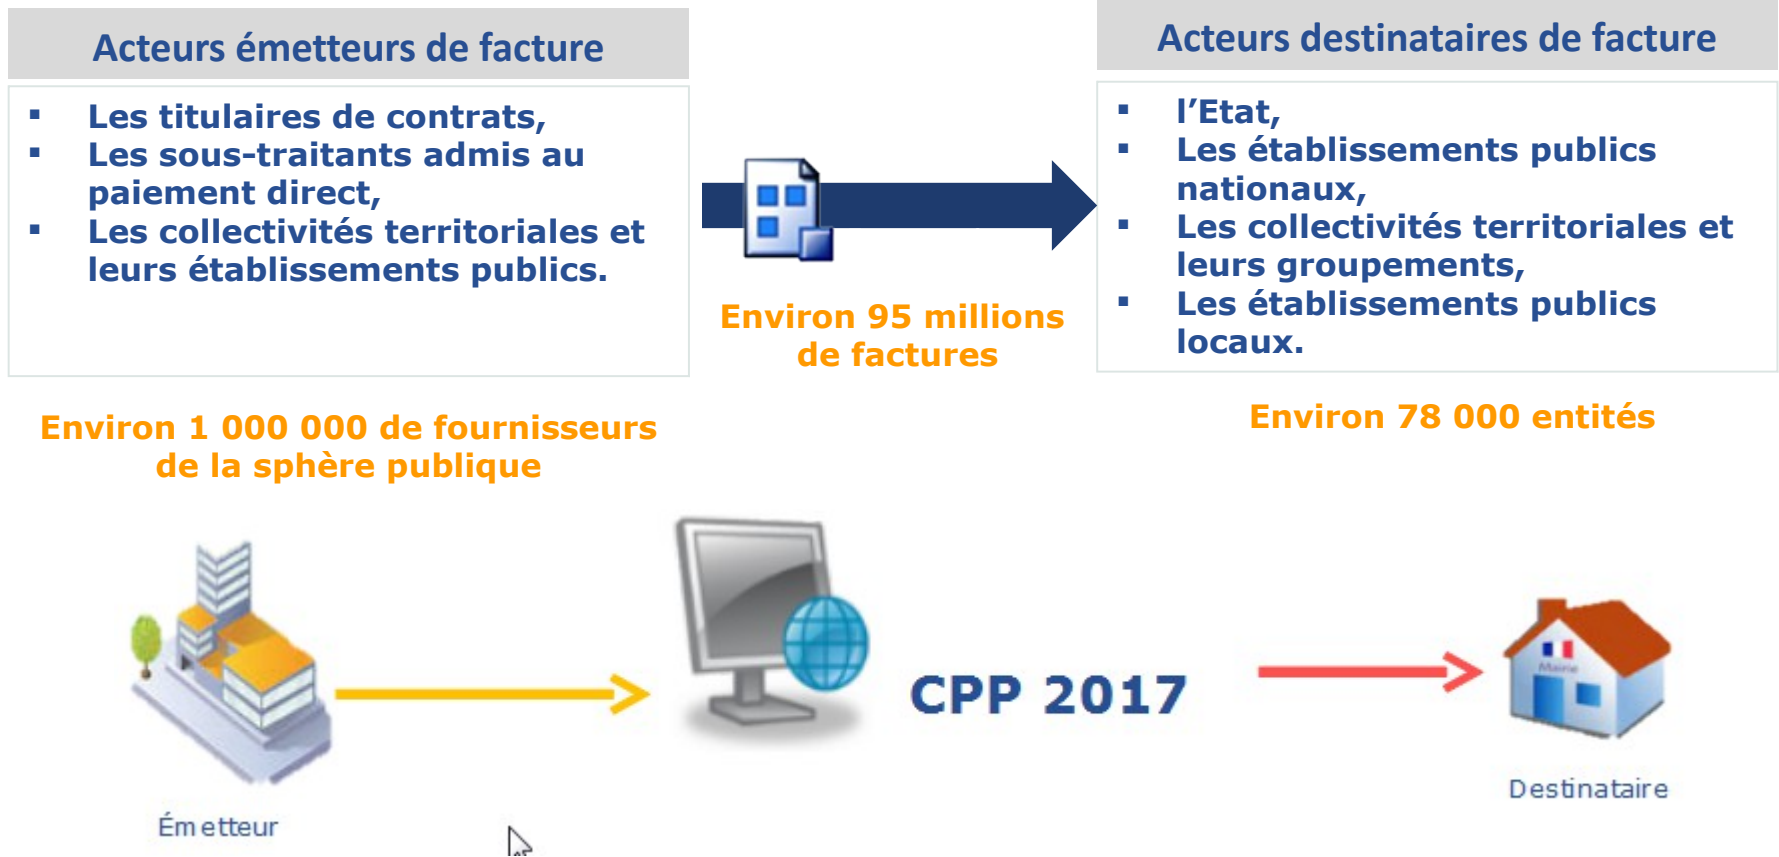 Acteurs émetteurs de facture
▪ Les titulaires de contrats,
▪ Les sous-traitants admis au
paiement direct,
▪ Les collectivités territoriales et
leurs établissements publics.
Environ 1 000 000 de fournisseurs
de la sphère publique
Environ 95 millions
de factures
Acteurs destinataires de facture
▪ l’Etat,
▪ Les établissements publics
nationaux,
▪ Les collectivités territoriales et
leurs groupements,
▪ Les établissements publics
locaux.
Environ 78 000 entités
Émetteur
CPP 2017
Mairie
Destinataire